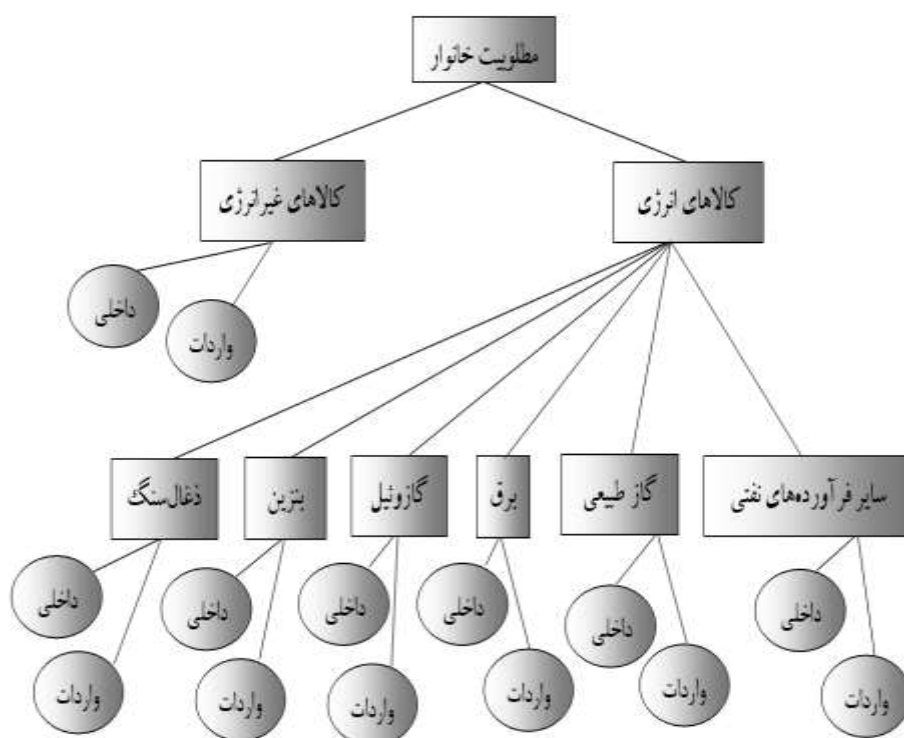 مطلوبیت خانوار
کالاهای انرژی
کالاهای غیرانرژی
داخلی
واردات
سایر فرآورده‌های نفتی
گاز طبیعی
برق
گازوئیل
بنزین
ذغال‌سنگ
داخلی
داخلی
داخلی
داخلی
داخلی
داخلی
واردات
واردات
واردات
واردات
واردات
واردات